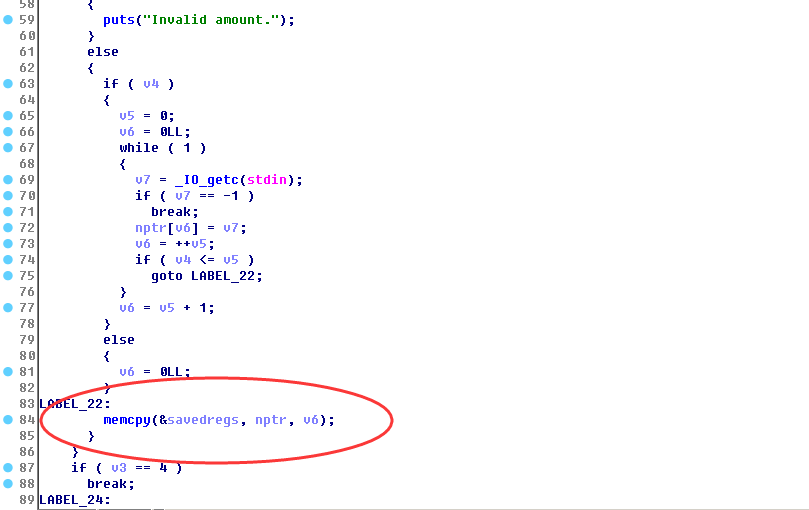 58 {
59 puts("Invalid amount.");
60 }
61 else
62 {
63 if ( v4 )
64 {
65 v5 = 0;
66 v6 = 0LL;
67 while ( 1 )
68 {
69 v7 = _IO_getc(stdin);
70 if ( v7 == -1 )
71 break;
72 nptr[v6] = v7;
73 v6 = ++v5;
74 if ( v4 <= v5 )
75 goto LABEL_22;
76 }
77 v6 = v5 + 1;
78 }
79 else
80 {
81 v6 = 0LL;
82 }
83 LABEL_22:
84 memcpy(&savedregs, nptr, v6);
85 }
86 }
87 if ( v3 == 4 )
88 break;
89 LABEL_24: